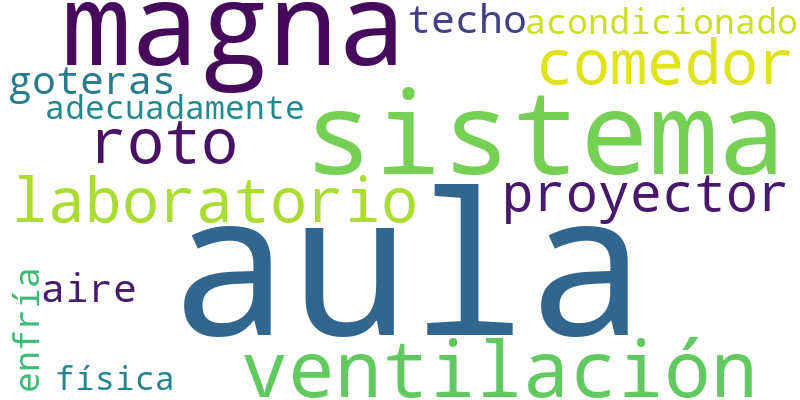 magna
techo
acondicionado
comedor
goteras
adecuadamente
sistema
roto
laboratorio
proyector
aula
enfría
aire
física
ventilación